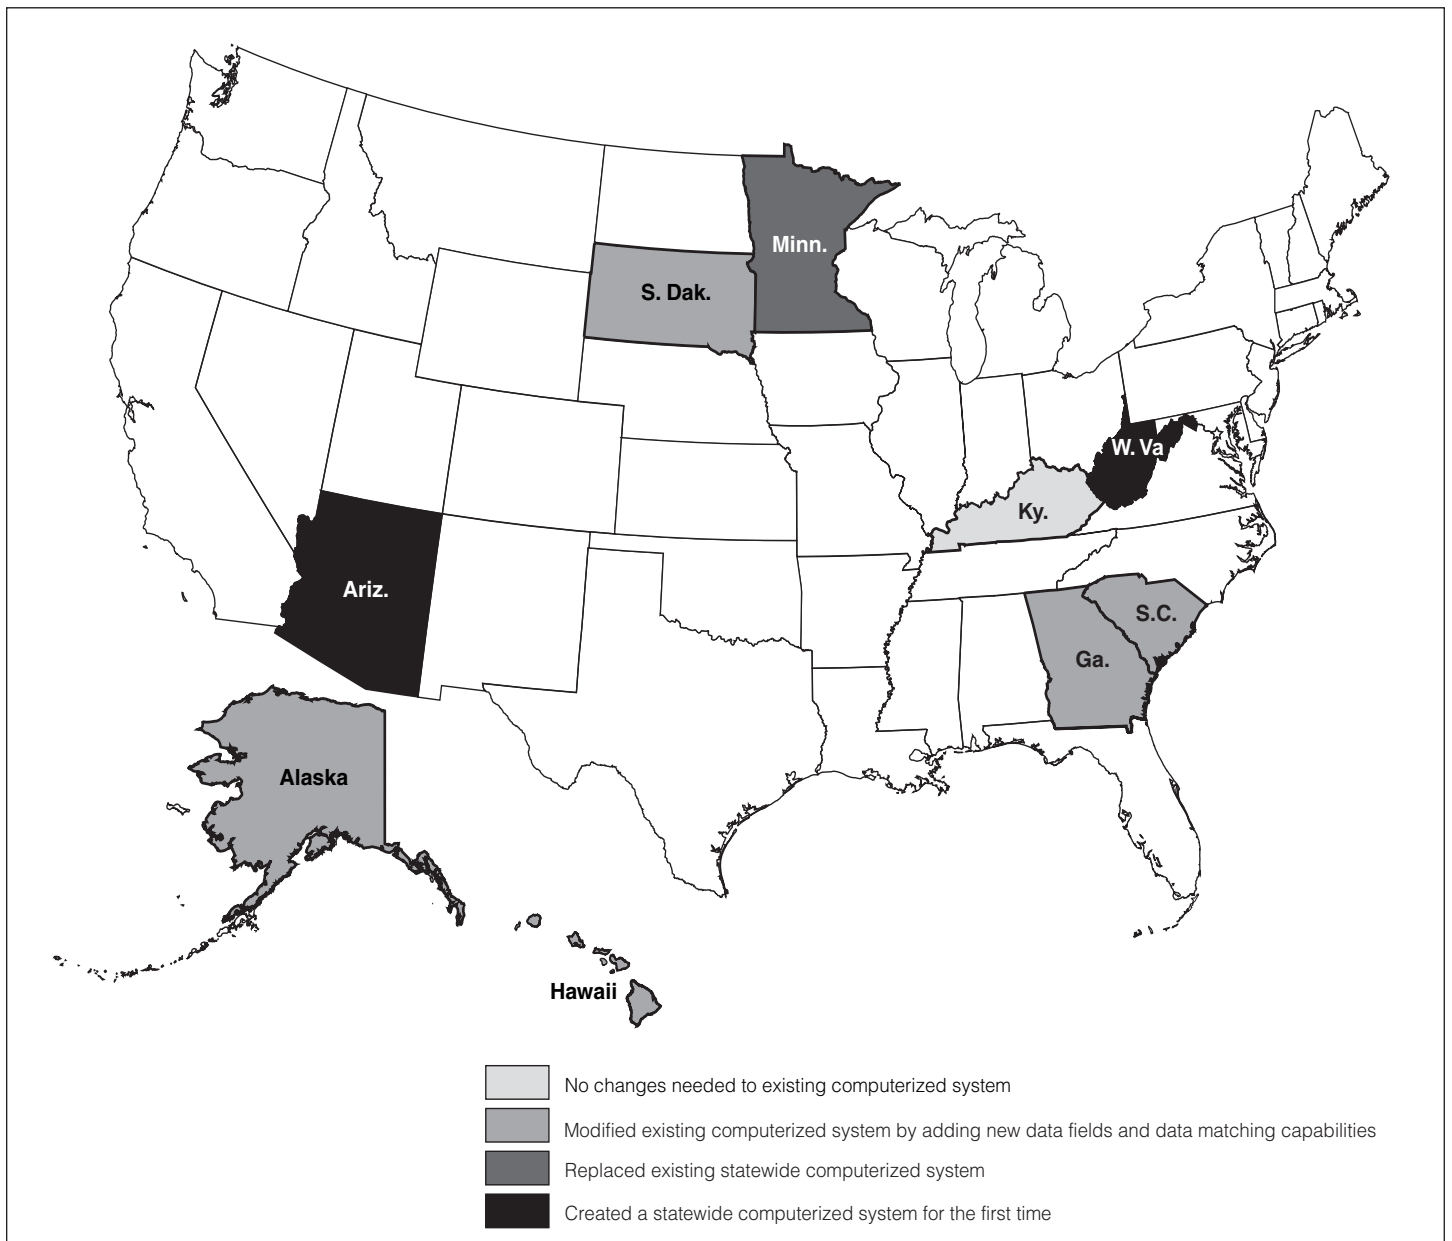 Minn.
S. Dak.
W. Va
Ky.
Ariz.
S.C.
Ga.
Alaska
Hawaii
No changes needed to existing computerized system
Modified existing computerized system by adding new data fields and data matching capabilities
Replaced existing statewide computerized system
Created a statewide computerized system for the first time